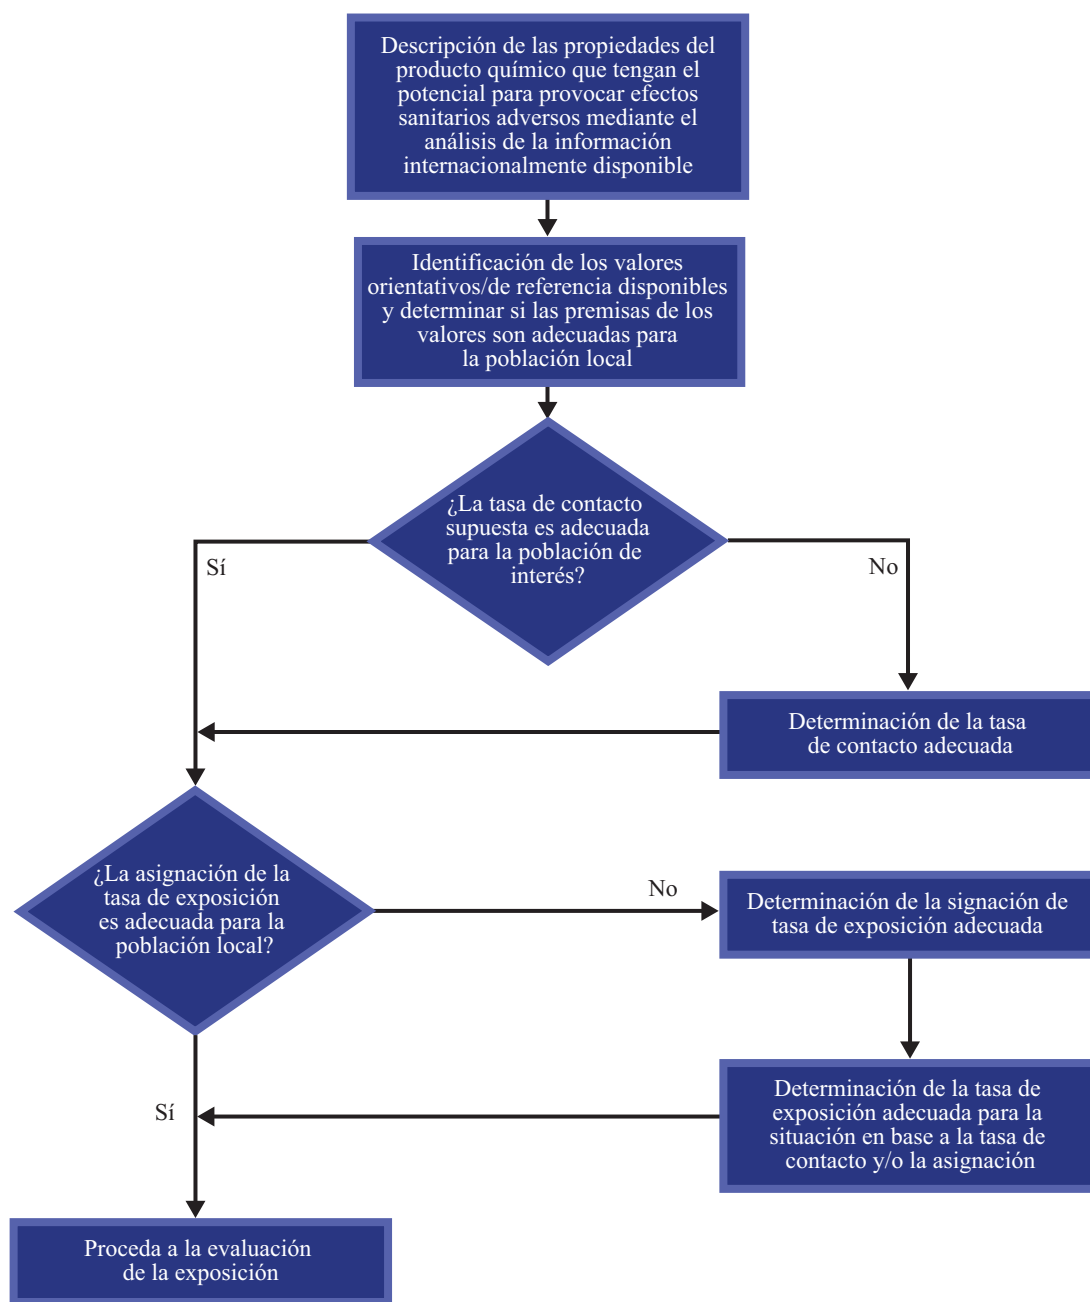 Descripción de las propiedades del
producto químico que tengan el
potencial para provocar efectos
sanitarios adversos mediante el
análisis de la información
internacionalmente disponible
Identificación de los valores
orientativos/de referencia disponibles
y determinar si las premisas de los
valores son adecuadas para
la población local
¿La tasa de contacto
supuesta es adecuada
para la población de
interés?
Sí
No
Determinación de la tasa
de contacto adecuada
¿La asignación de la
tasa de exposición
es adecuada para la
población local?
No
Determinación de la signación de
tasa de exposición adecuada
Determinación de la tasa de
exposición adecuada para la
situación en base a la tasa de
contacto y/o la asignación
Sí
Proceda a la evaluación
de la exposición